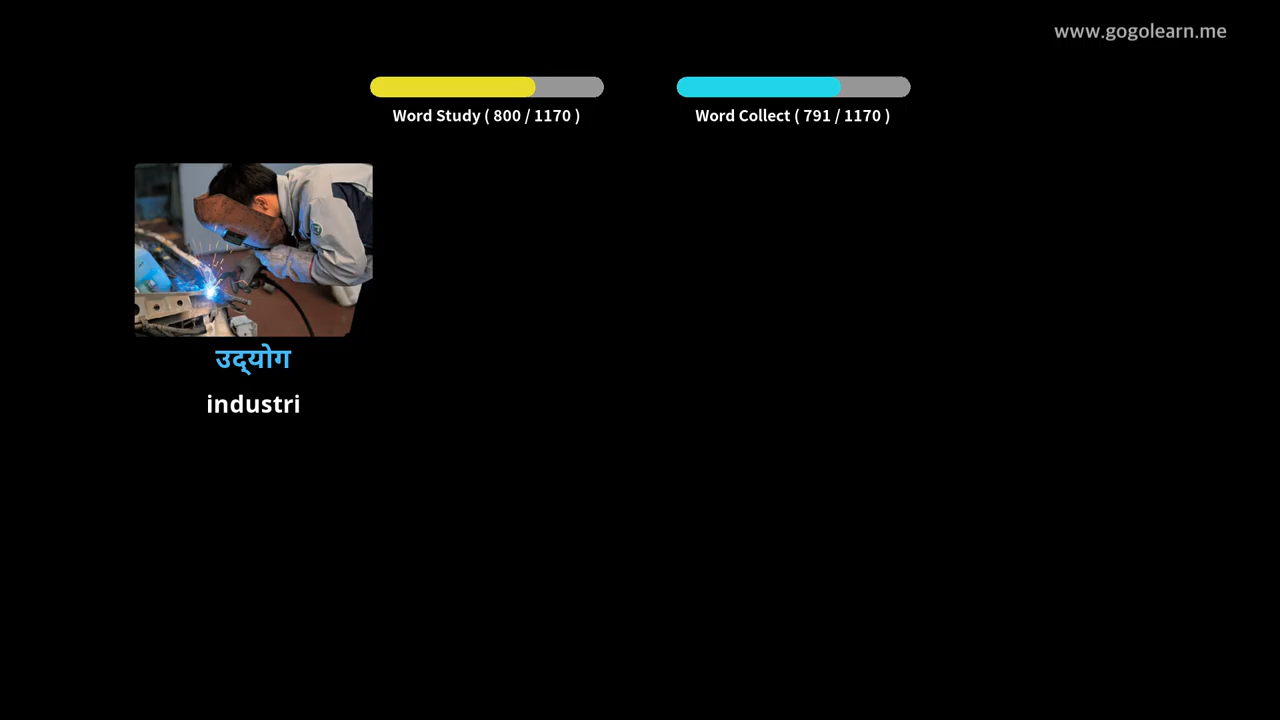 www.gogolearn.me
Word Study ( 800 / 1170 )
Word Collect ( 791 / 1170 )
उद्‌योग
industri